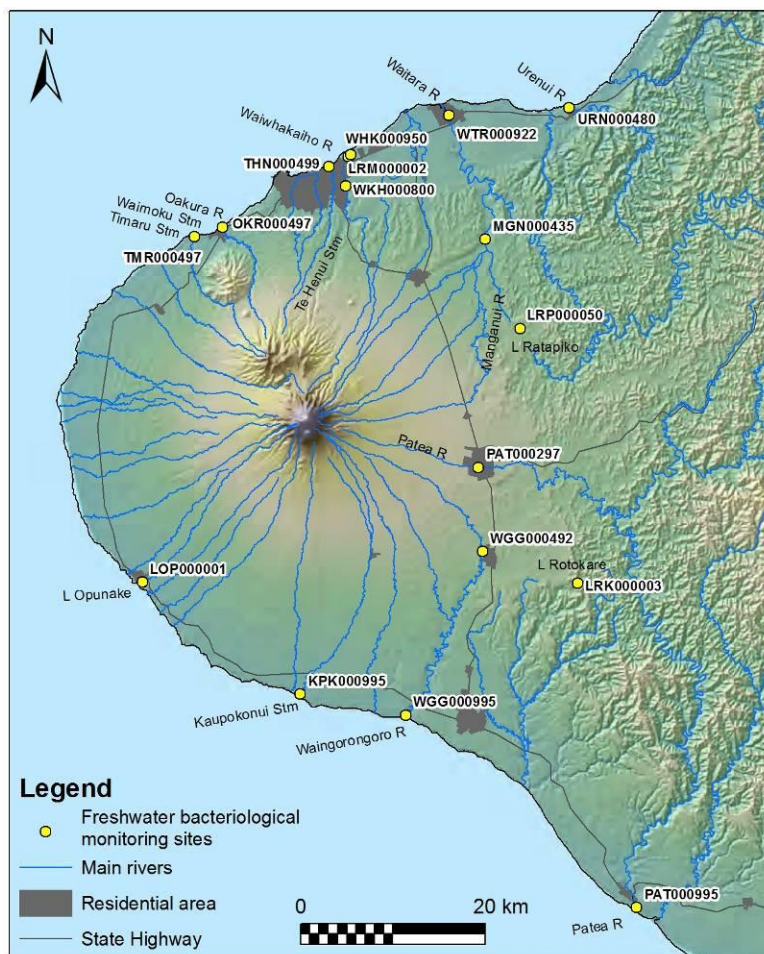 N
Waitara R
Urenui R
WTR000922
URN000480
Waiwhakaiho R
WHK000950
THN000499
LRM000002
WKH000800
Oakura R
Waimoku Stm
Timaru Stm
OKR000497
TMR000497
MGN000435
Te Henui Stm
Manganui R
LRP000050
L Ratapiko
Patea R
PAT000297
WGG000492
L Rotokare
LRK000003
LOP000001
L Opunake
KPK000995
Kaupokonui Stm
WGG000995
Waingorongoro R
PAT000995
Patea R
Legend
Freshwater bacteriological
monitoring sites
Main rivers
Residential area
State Highway
0 20 km